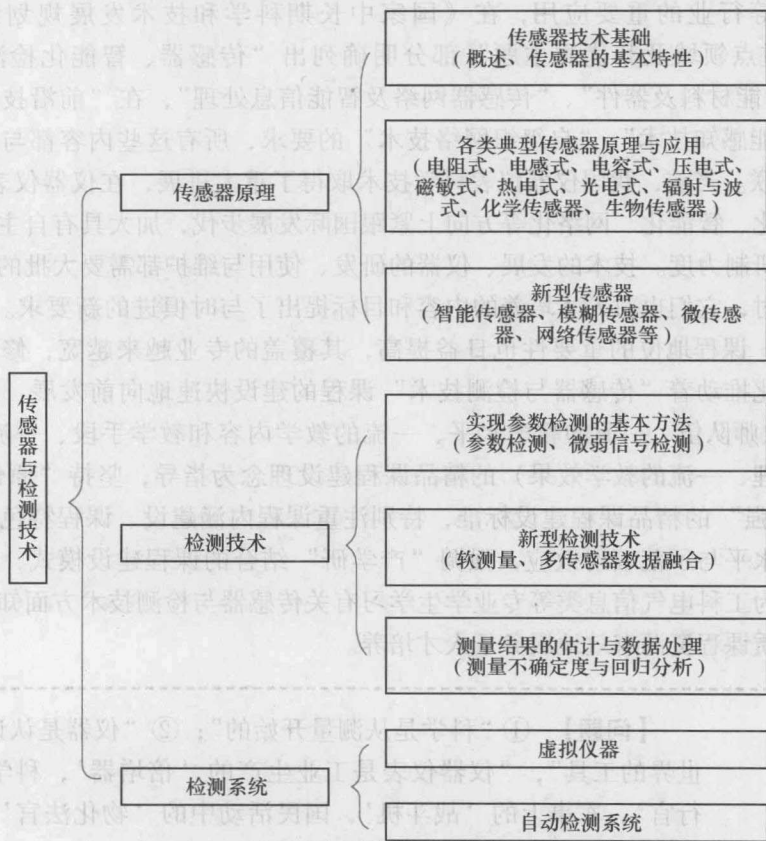 传感器与检测技术
传感器原理
传感器技术基础
(概述、传感器的基本特性)
各类典型传感器原理与应用
(电阻式、电感式、电容式、压电式、
磁敏式、热电式、光电式、辐射与波
式、化学传感器、生物传感器)
新型传感器
(智能传感器、模糊传感器、微传感
器、网络传感器等)
检测技术
实现参数检测的基本方法
(参数检测、微弱信号检测)
新型检测技术
(软测量、多传感器数据融合)
测量结果的估计与数据处理
(测量不确定度与回归分析)
检测系统
虚拟仪器
自动检测系统